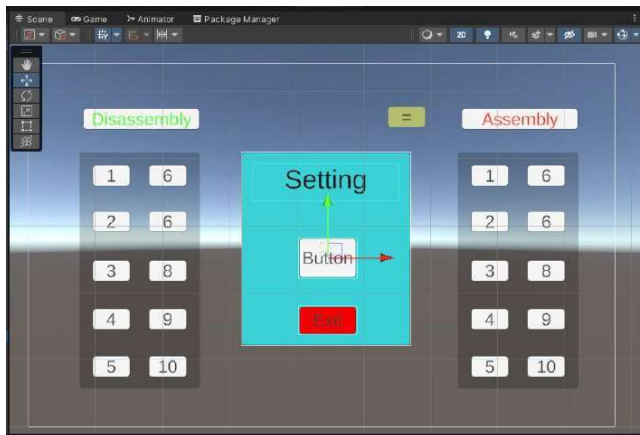 Scene Game Animator Package Manager
2D
Disassembly = Assembly
1 6 Setting 1 6
2 6 2 6
3 8 Button 3 8
4 9 Exit 4 9
5 10 5 10